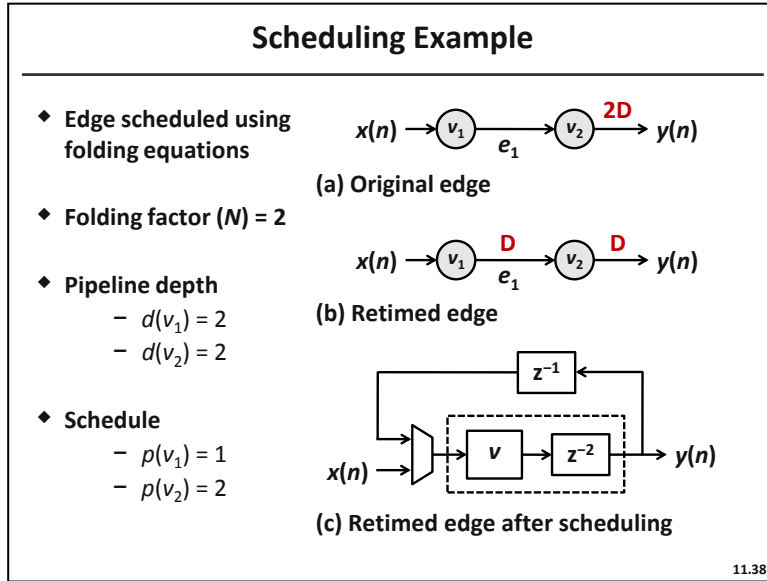 Scheduling Example
❖ Edge scheduled using
folding equations
❖ Folding factor (N) = 2
❖ Pipeline depth
– d(v₁) = 2
– d(v₂) = 2
❖ Schedule
– p(v₁) = 1
– p(v₂) = 2
x(n) v₁ e₁ v₂ 2D y(n)
(a) Original edge
x(n) v₁ D e₁ v₂ D y(n)
(b) Retimed edge
z⁻¹
x(n) v z⁻² y(n)
(c) Retimed edge after scheduling
11.38